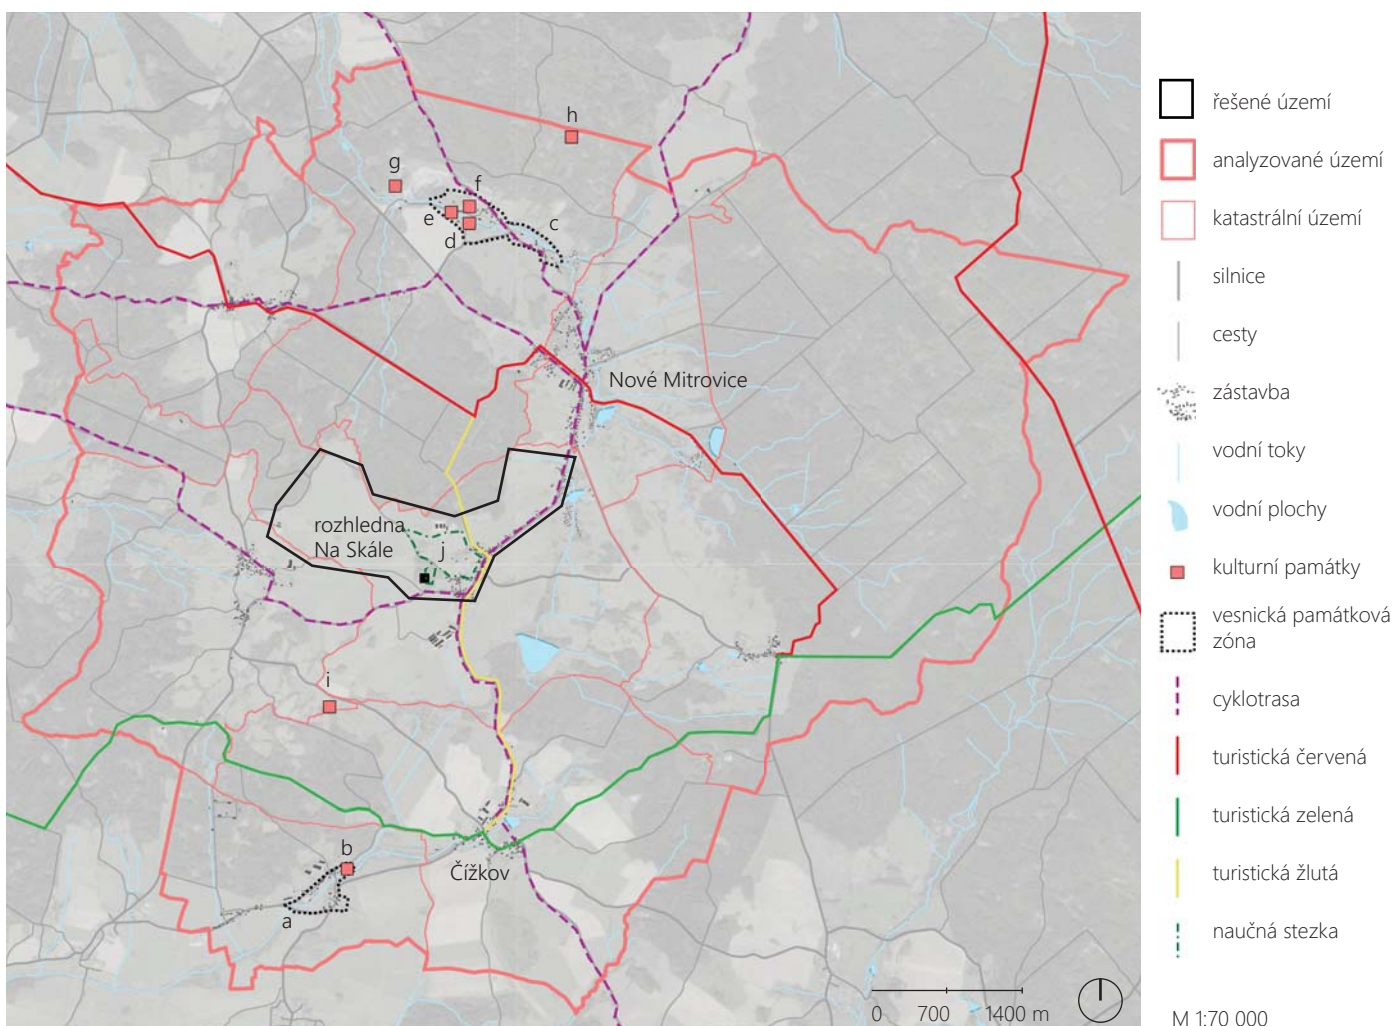 h
g
f
e
c
d
Nové Mitrovice
rozhledna
Na Skále
j
i
b
Čížkov
a
0 700 1400 m
řešené území
analyzované území
katastrální území
silnice
cesty
zástavba
vodní toky
vodní plochy
kulturní památky
vesnická památková
zóna
cyklotrasa
turistická červená
turistická zelená
turistická žlutá
naučná stezka
M 1:70 000